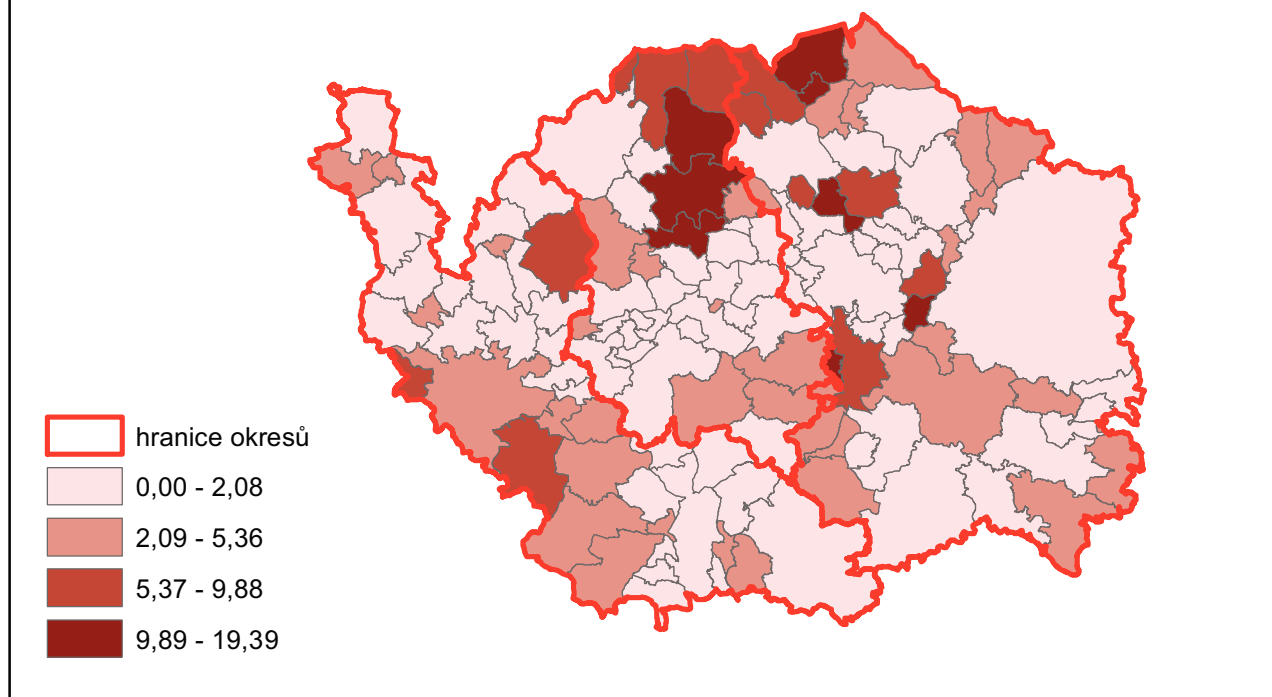 hranice okresů
0,00 - 2,08
2,09 - 5,36
5,37 - 9,88
9,89 - 19,39